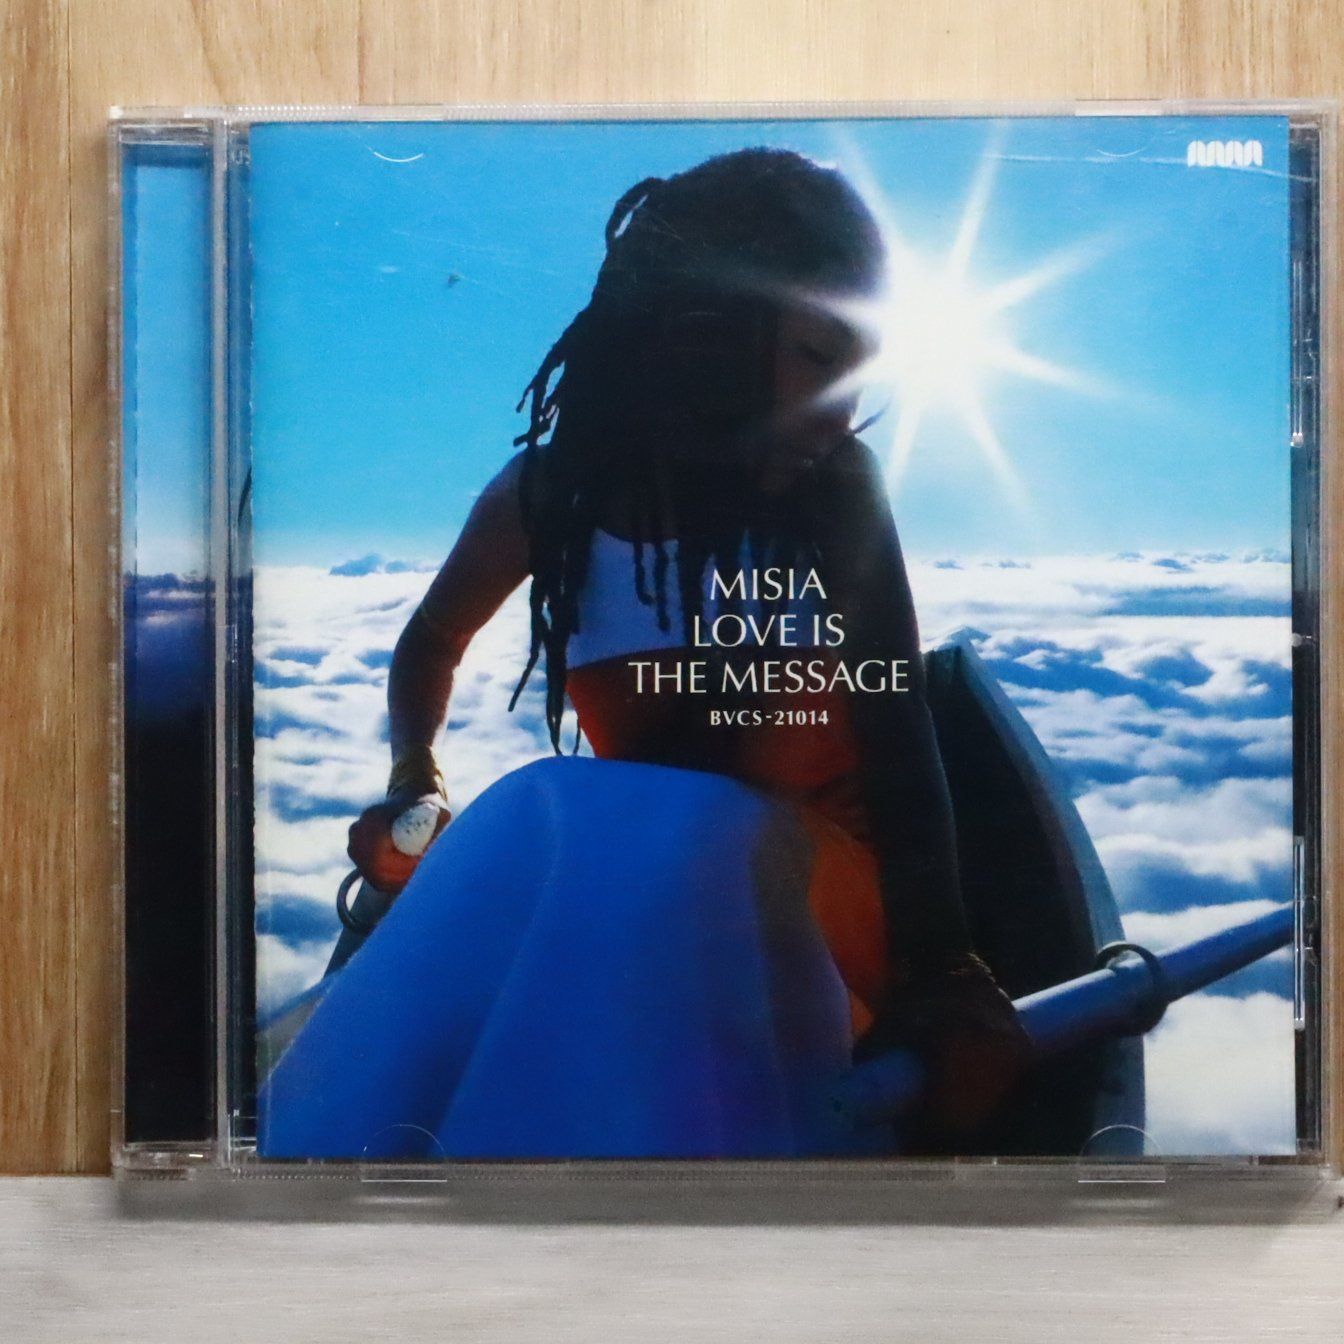 MISIA
LOVE IS
THE MESSAGE
BVCS-21014